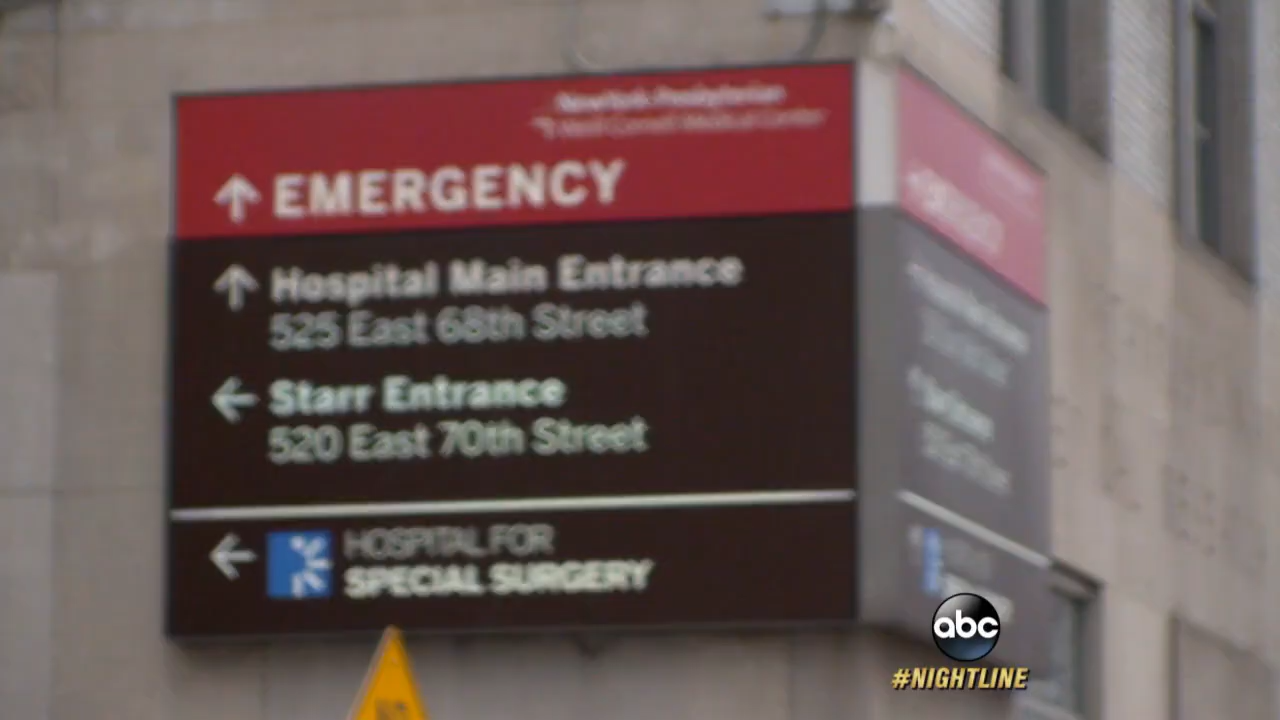 NewYork-Presbyterian
Weill Cornell Medical Center
EMERGENCY
Hospital Main Entrance
525 East 68th Street
Starr Entrance
520 East 70th Street
HOSPITAL FOR
SPECIAL SURGERY
abc
#NIGHTLINE